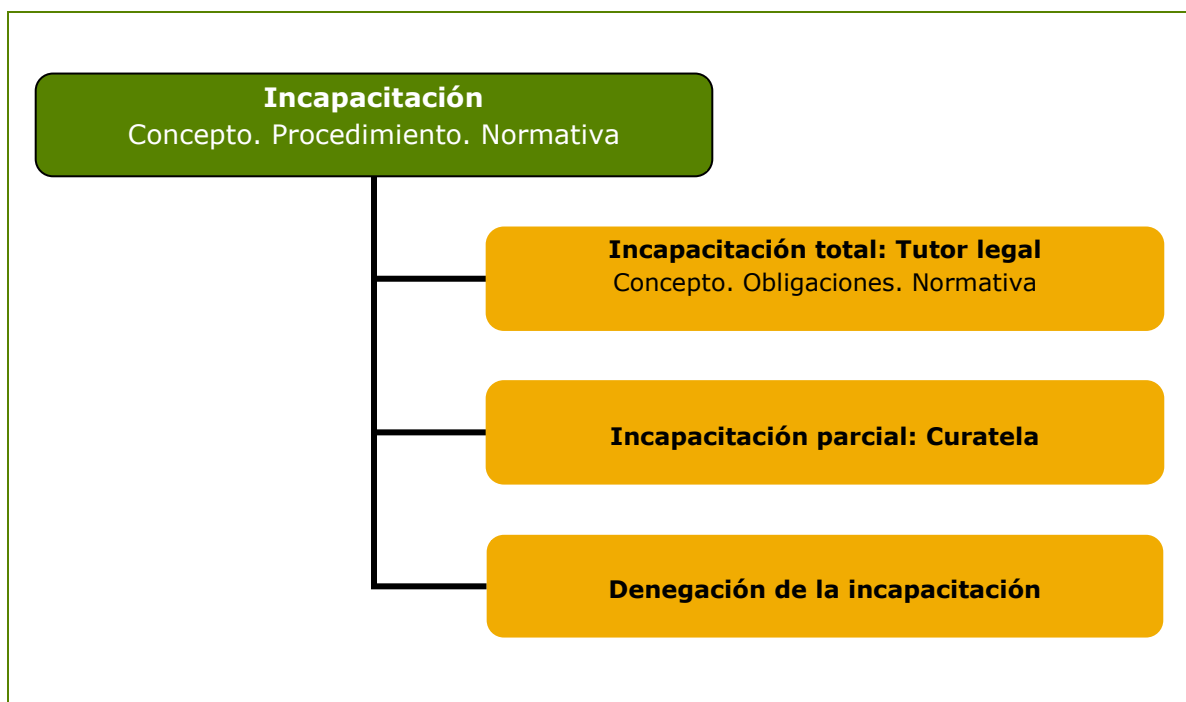 Incapacitación
Concepto. Procedimiento. Normativa
Incapacitación total: Tutor legal
Concepto. Obligaciones. Normativa
Incapacitación parcial: Curatela
Denegación de la incapacitación